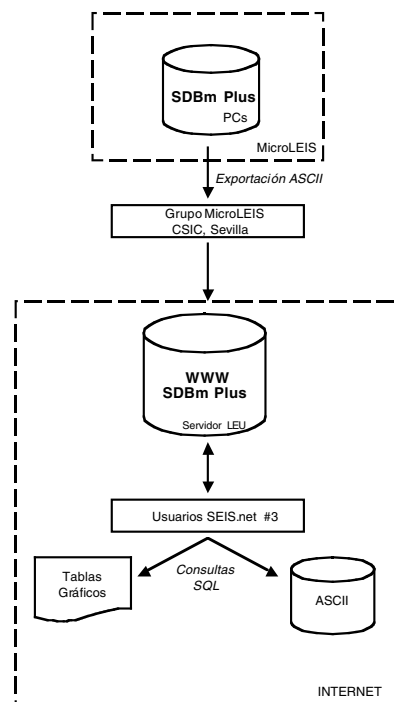 SDBm Plus
PCs
MicroLEIS
Exportación ASCII
Grupo MicroLEIS
CSIC, Sevilla
WWW
SDBm Plus
Servidor LEU
Usuarios SEIS.net #3
Tablas
Gráficos
Consultas
SQL
ASCII
INTERNET